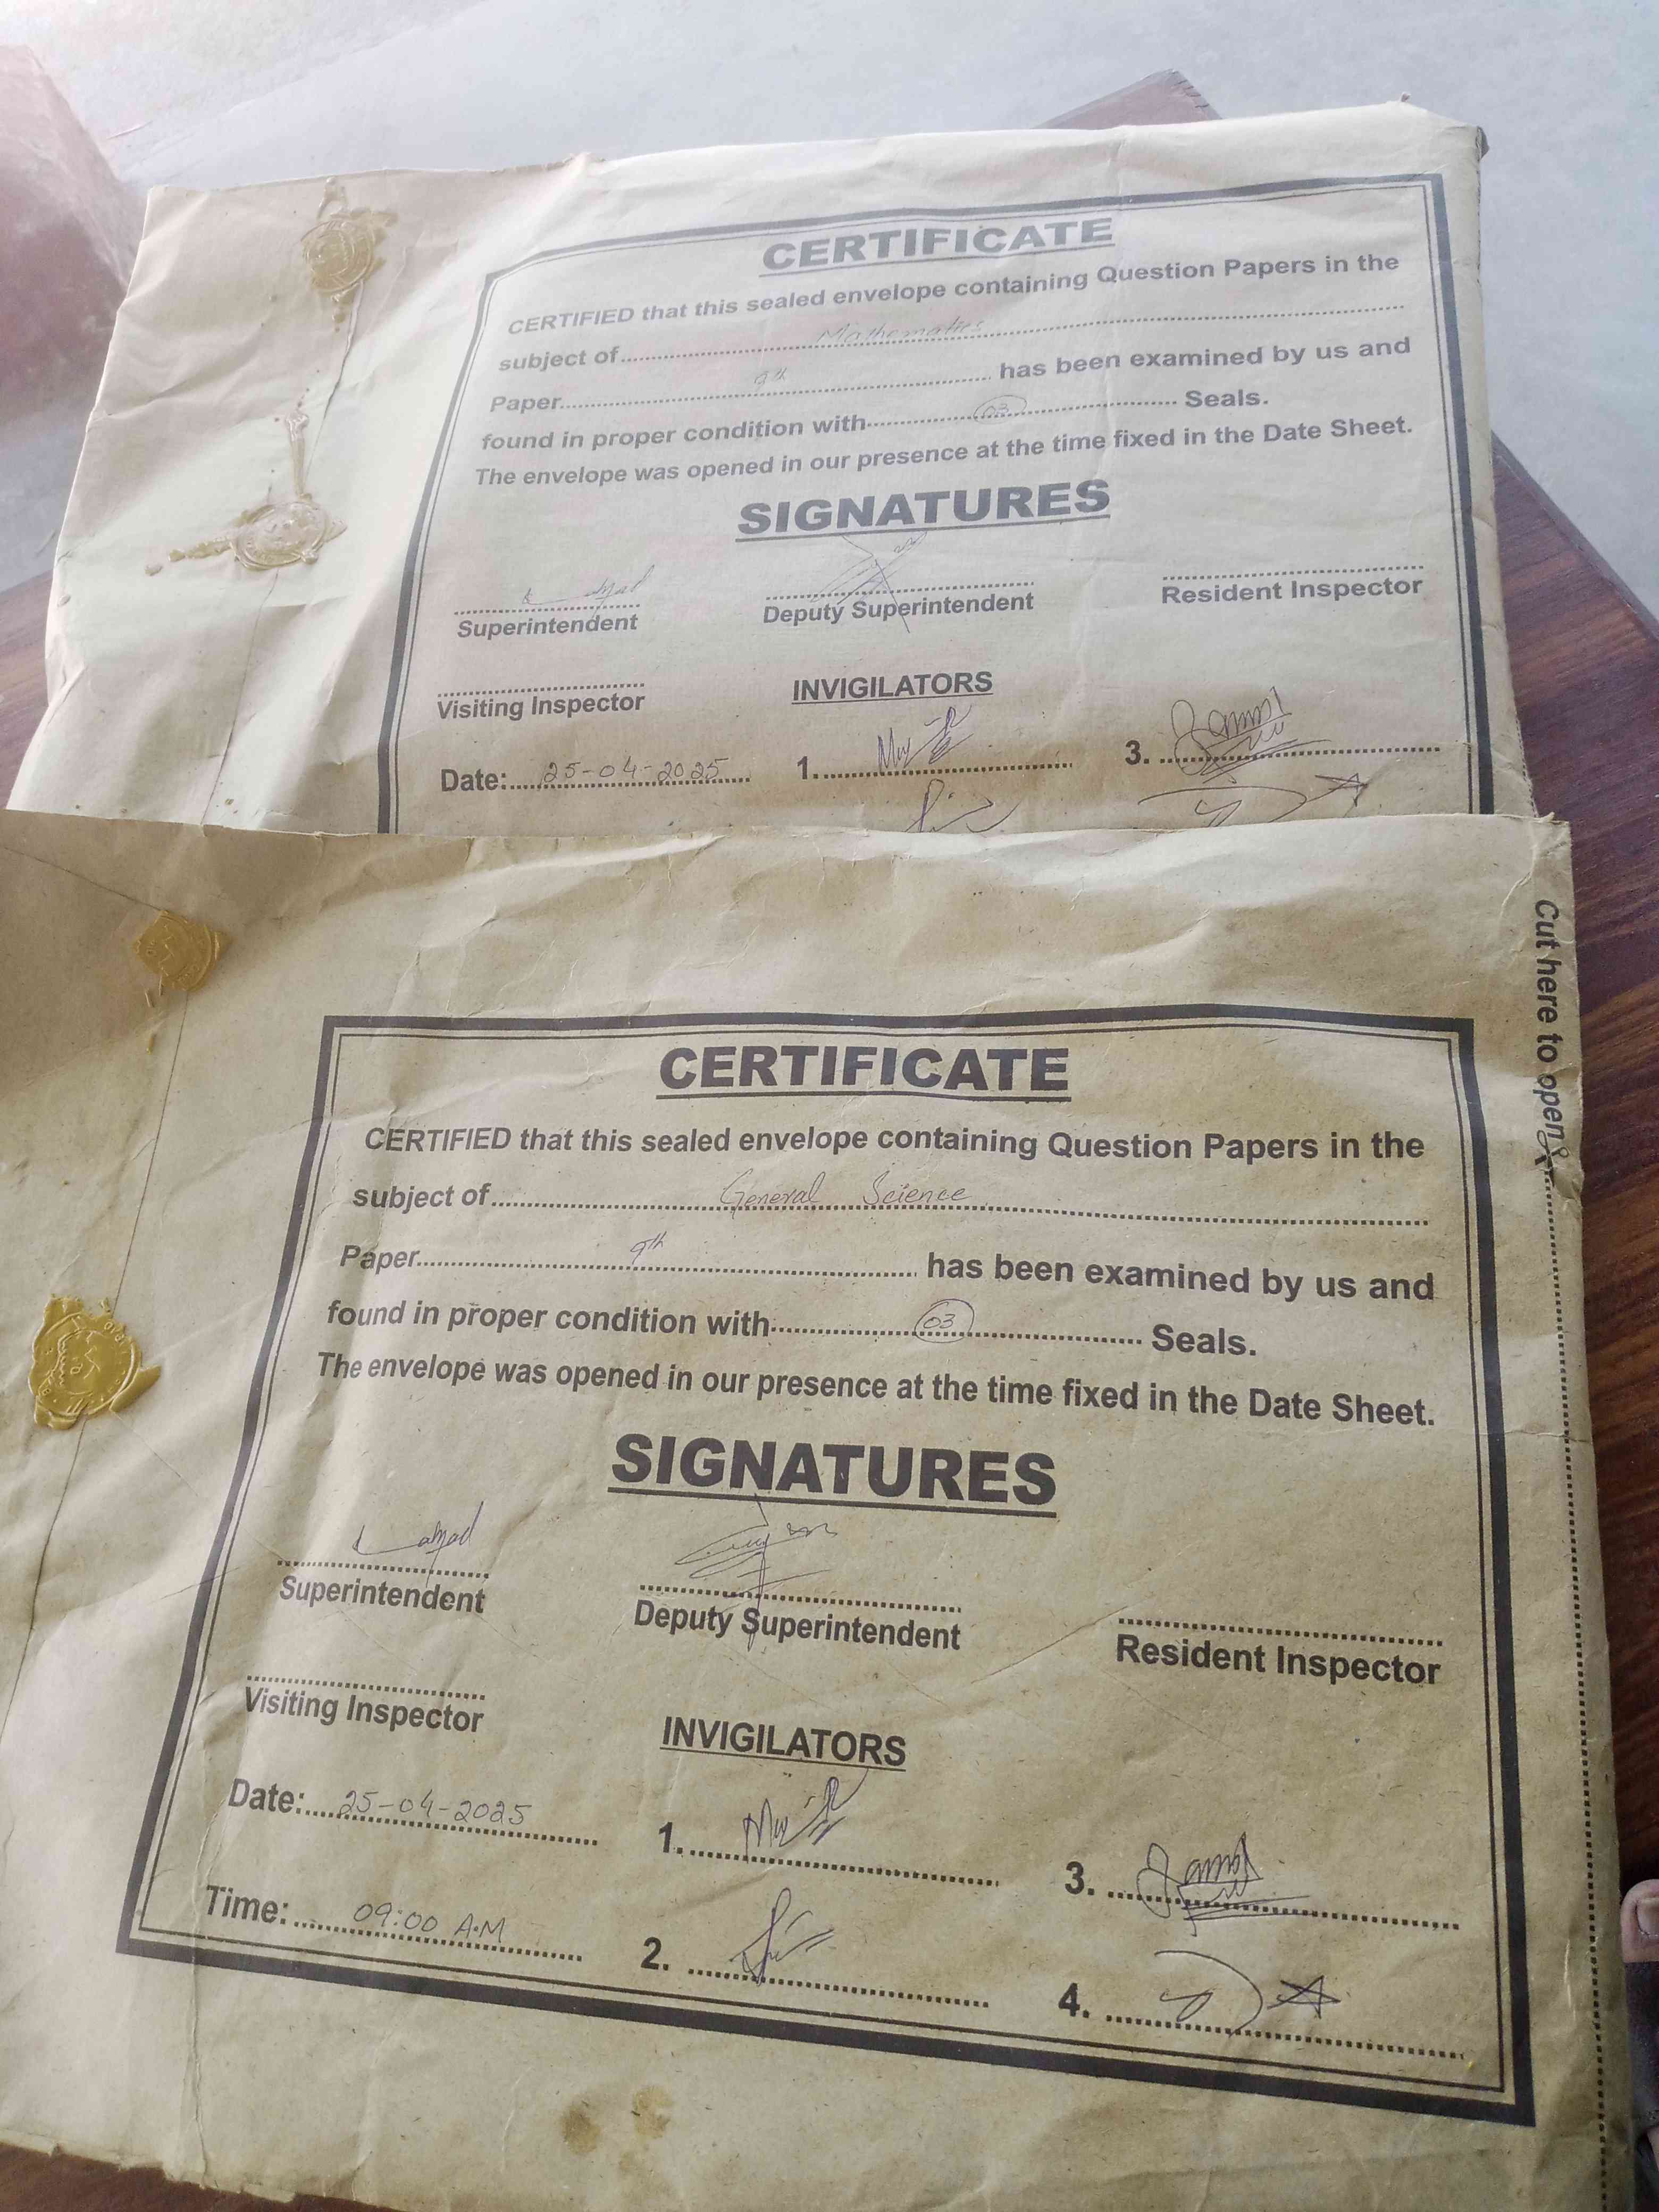 CERTIFICATE
CERTIFIED that this sealed envelope containing Question Papers in the
subject of Mathematics
Paper 9th has been examined by us and
found in proper condition with 03 Seals.
The envelope was opened in our presence at the time fixed in the Date Sheet.
SIGNATURES
Superintendent Deputy Superintendent Resident Inspector
Visiting Inspector INVIGILATORS
Date: 25-04-2025 1. 3.
Cut here to open
CERTIFICATE
CERTIFIED that this sealed envelope containing Question Papers in the
subject of General Science
Paper 9th has been examined by us and
found in proper condition with 03 Seals.
The envelope was opened in our presence at the time fixed in the Date Sheet.
SIGNATURES
Superintendent Deputy Superintendent Resident Inspector
Visiting Inspector INVIGILATORS
Date: 25-04-2025 1. 3.
Time: 09:00 A.M 2. 4.